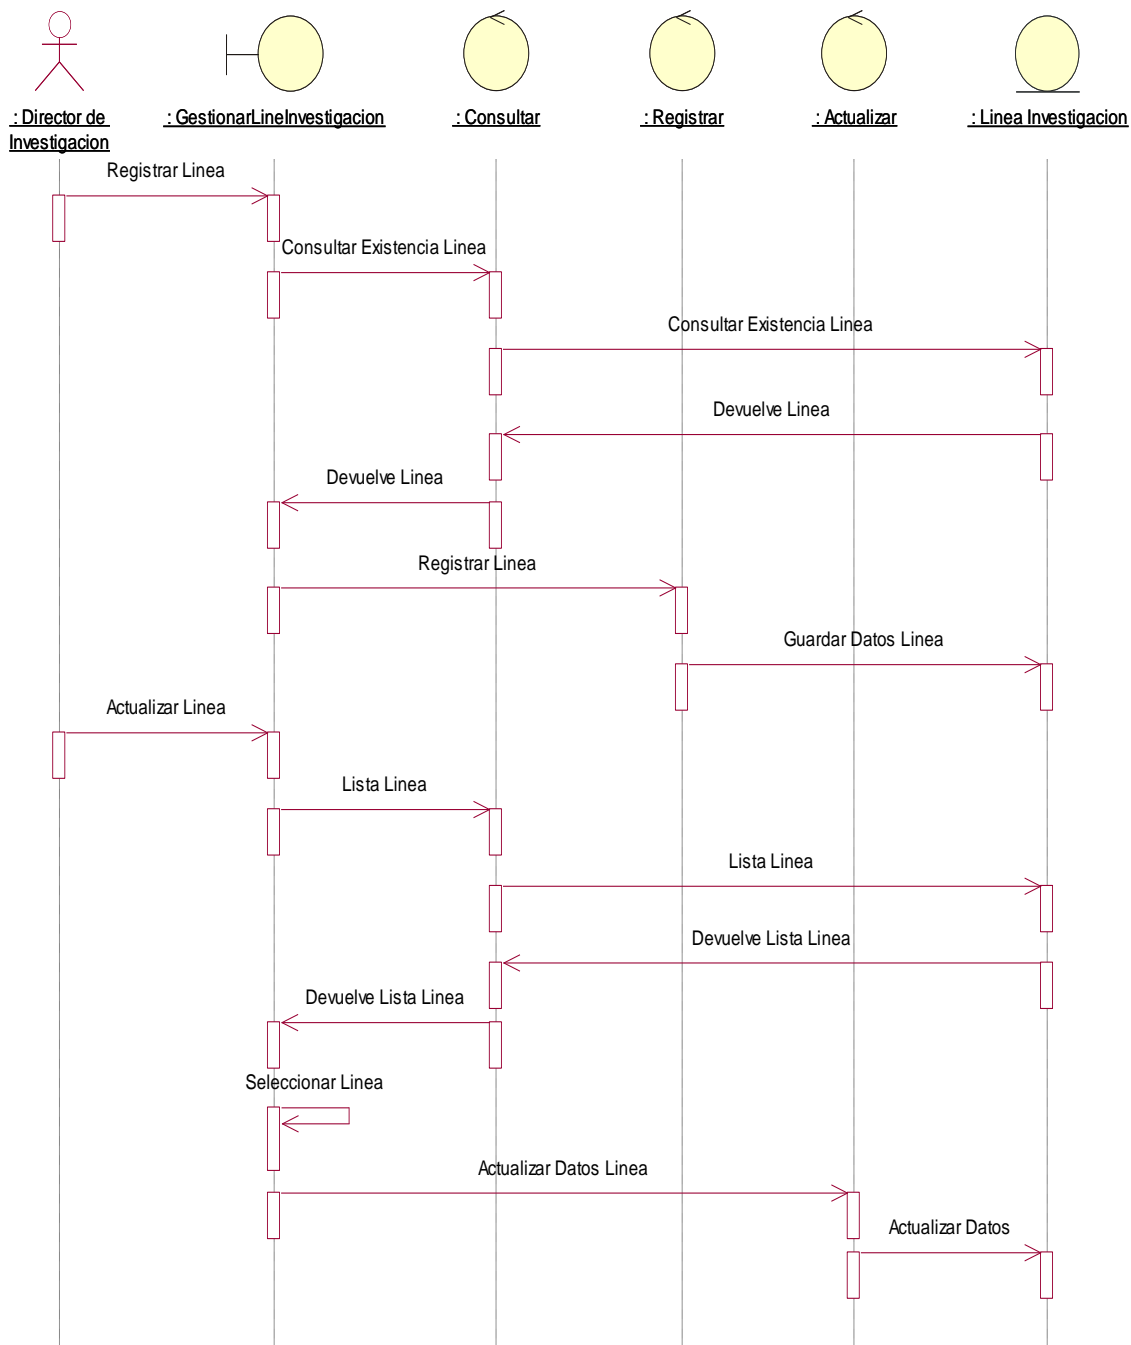 : Director de
Investigacion
: GestionarLineInvestigacion
: Consultar
: Registrar
: Actualizar
: Linea Investigacion
Registrar Linea
Consultar Existencia Linea
Consultar Existencia Linea
Devuelve Linea
Devuelve Linea
Registrar Linea
Guardar Datos Linea
Actualizar Linea
Lista Linea
Lista Linea
Devuelve Lista Linea
Devuelve Lista Linea
Seleccionar Linea
Actualizar Datos Linea
Actualizar Datos